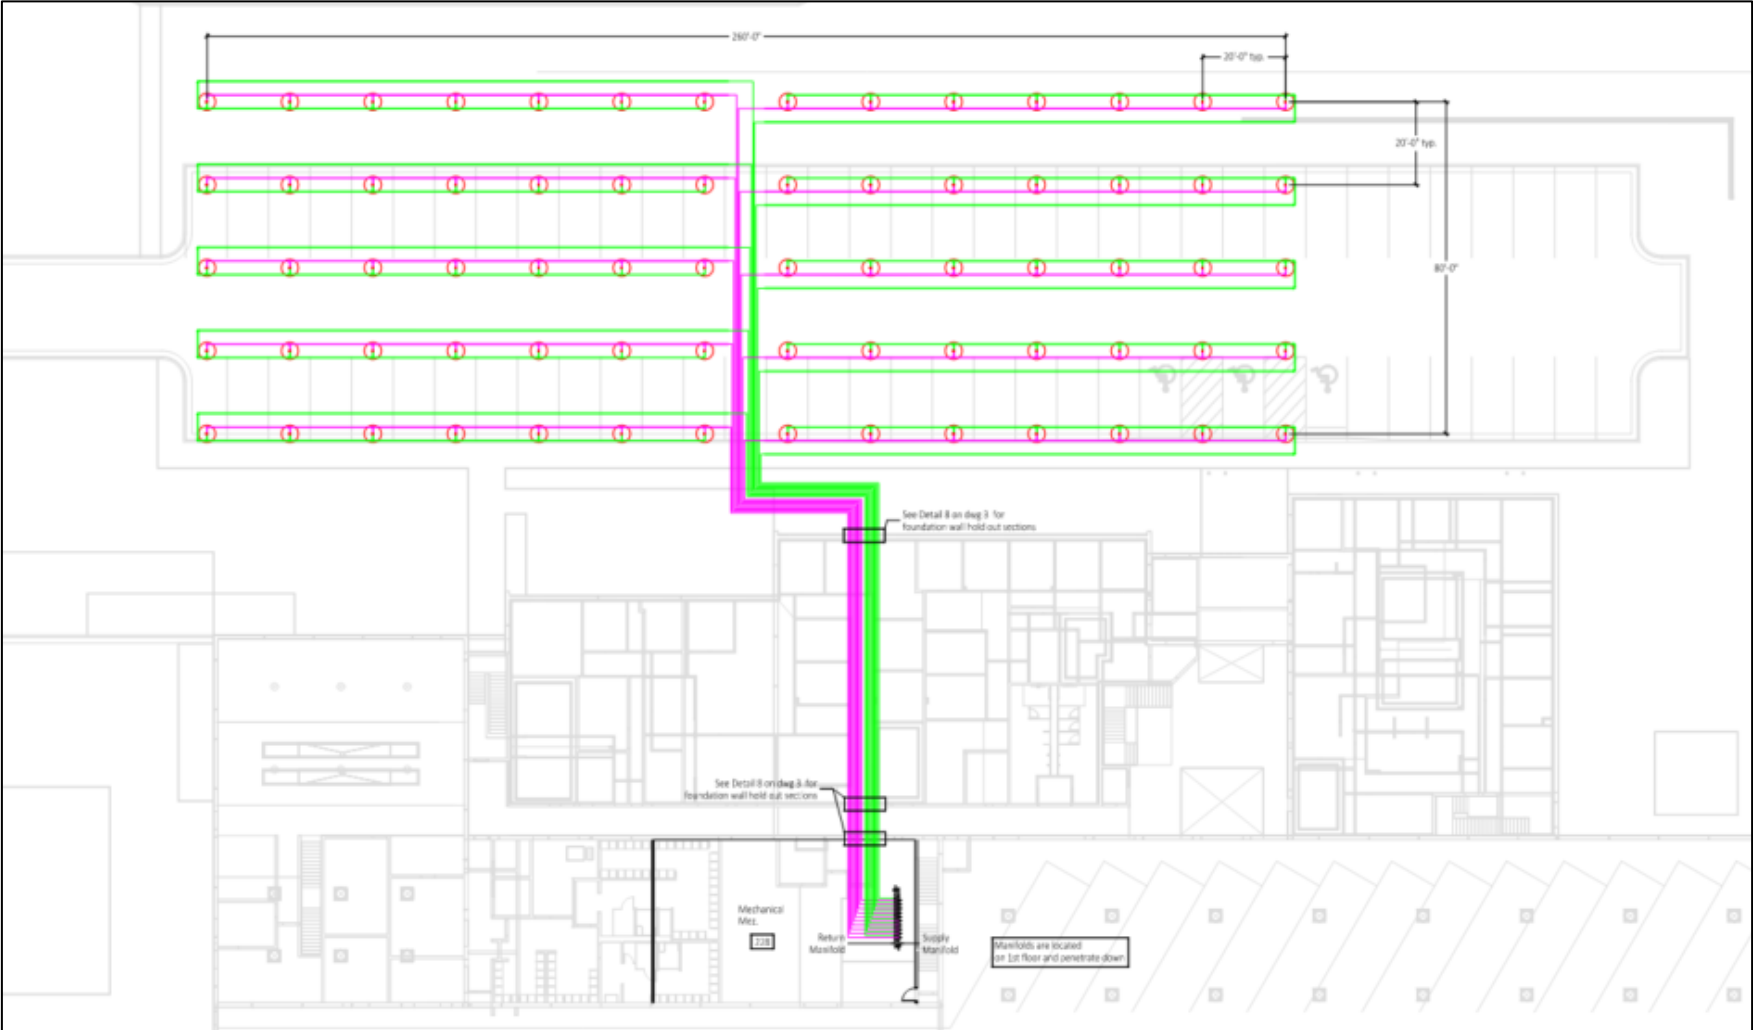 260'-0"
20'-0" typ.
20'-0" typ.
80'-0"
See Detail 8 on dwg 3 for
foundation wall hold out sections
See Detail 8 on dwg 3 for
foundation wall hold out sections
Mechanical
Mez.
228
Return
Manifold
Supply
Manifold
Manifolds are located
on 1st floor and penetrate down